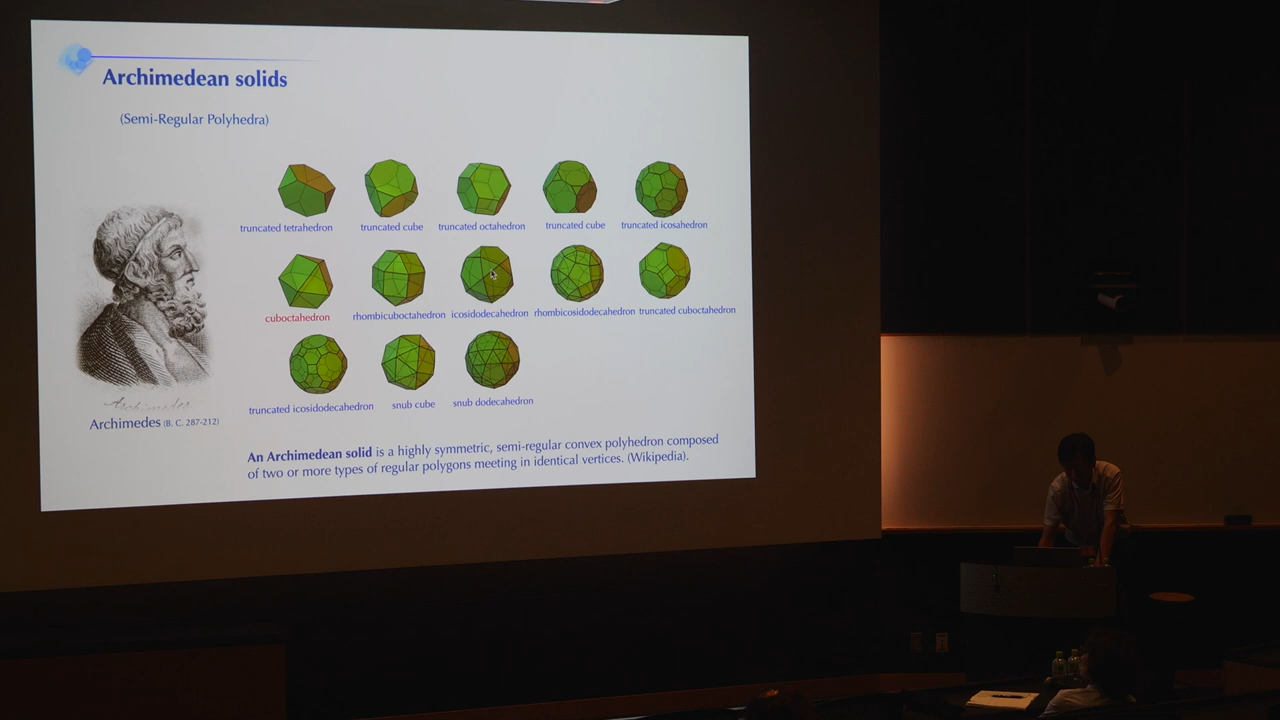 Archimedean solids
(Semi-Regular Polyhedra)
truncated tetrahedron truncated cube truncated octahedron truncated cube truncated icosahedron
cuboctahedron rhombicuboctahedron icosidodecahedron rhombicosidodecahedron truncated cuboctahedron
truncated icosidodecahedron snub cube snub dodecahedron
Archimedes
Archimedes (B. C. 287-212)
An Archimedean solid is a highly symmetric, semi-regular convex polyhedron composed
of two or more types of regular polygons meeting in identical vertices. (Wikipedia).